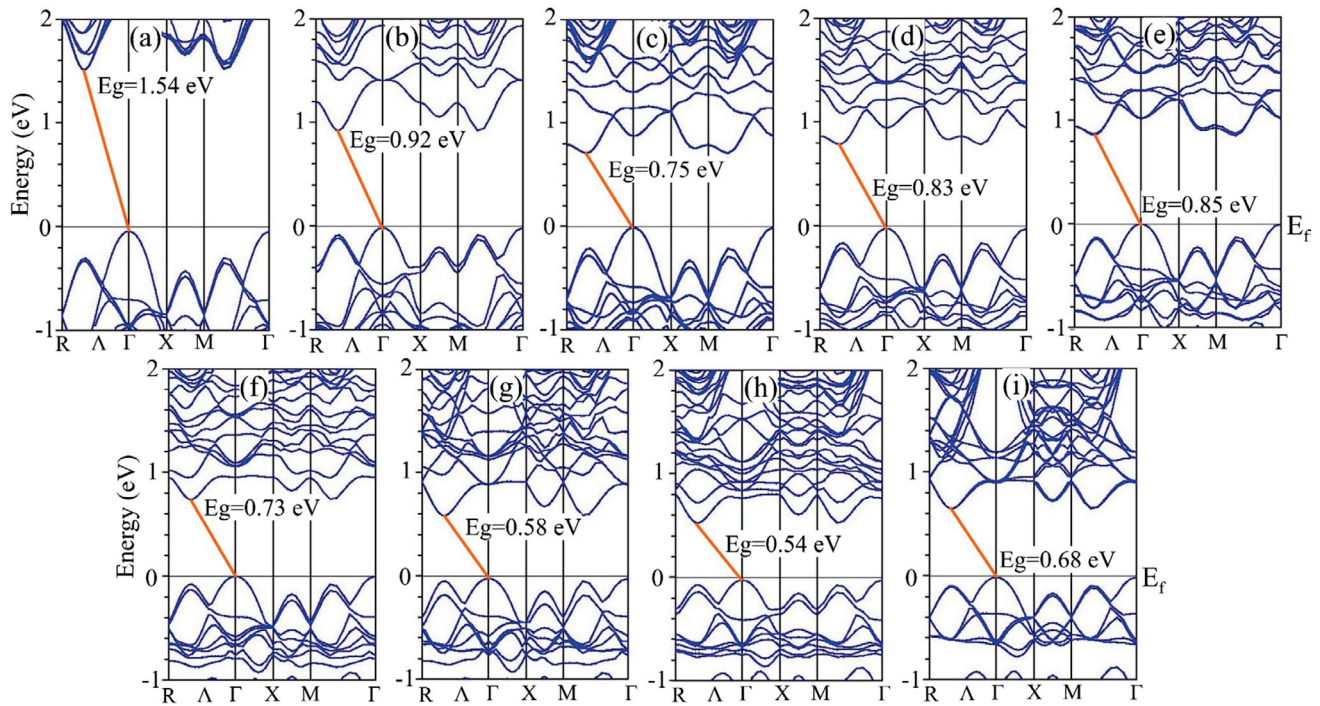 (a) (b) (c) (d) (e)
2 2 2 2 2
Energy (eV)
1 1 1 1 1
Eg=1.54 eV
Eg=0.92 eV
Eg=0.75 eV
Eg=0.83 eV
Eg=0.85 eV
0 0 2 0 0
E_f
-1 -1 -1 -1 -1
R Λ Γ X M Γ R Λ Γ X M Γ R Λ Γ X M Γ R Λ Γ X M Γ R Λ Γ X M Γ
(f) (g) (h) (i)
2 2 2 2
Energy (eV)
1 1 1 1
Eg=0.73 eV
Eg=0.58 eV
Eg=0.54 eV
Eg=0.68 eV
0 0 0 0
E_f
-1 -1 -1 -1
R Λ Γ X M Γ R Λ Γ X M Γ R Λ Γ X M Γ R Λ Γ X M Γ